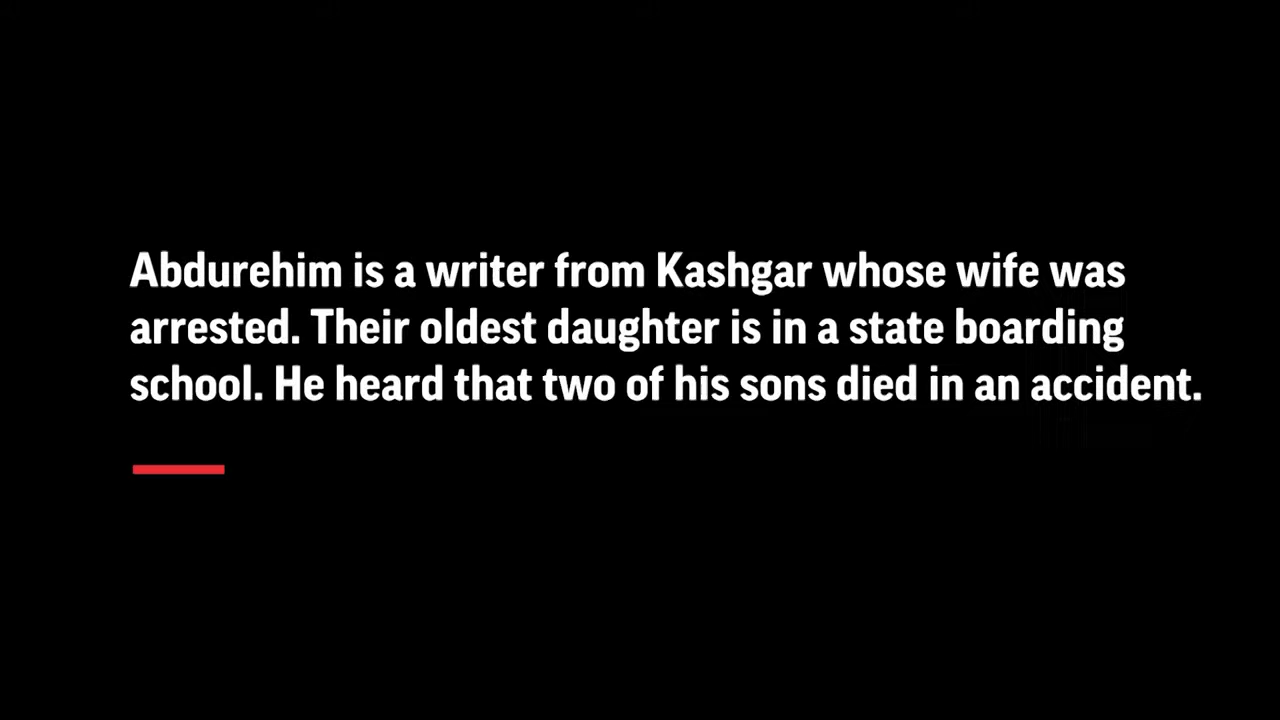 Abdurehim is a writer from Kashgar whose wife was
arrested. Their oldest daughter is in a state boarding
school. He heard that two of his sons died in an accident.